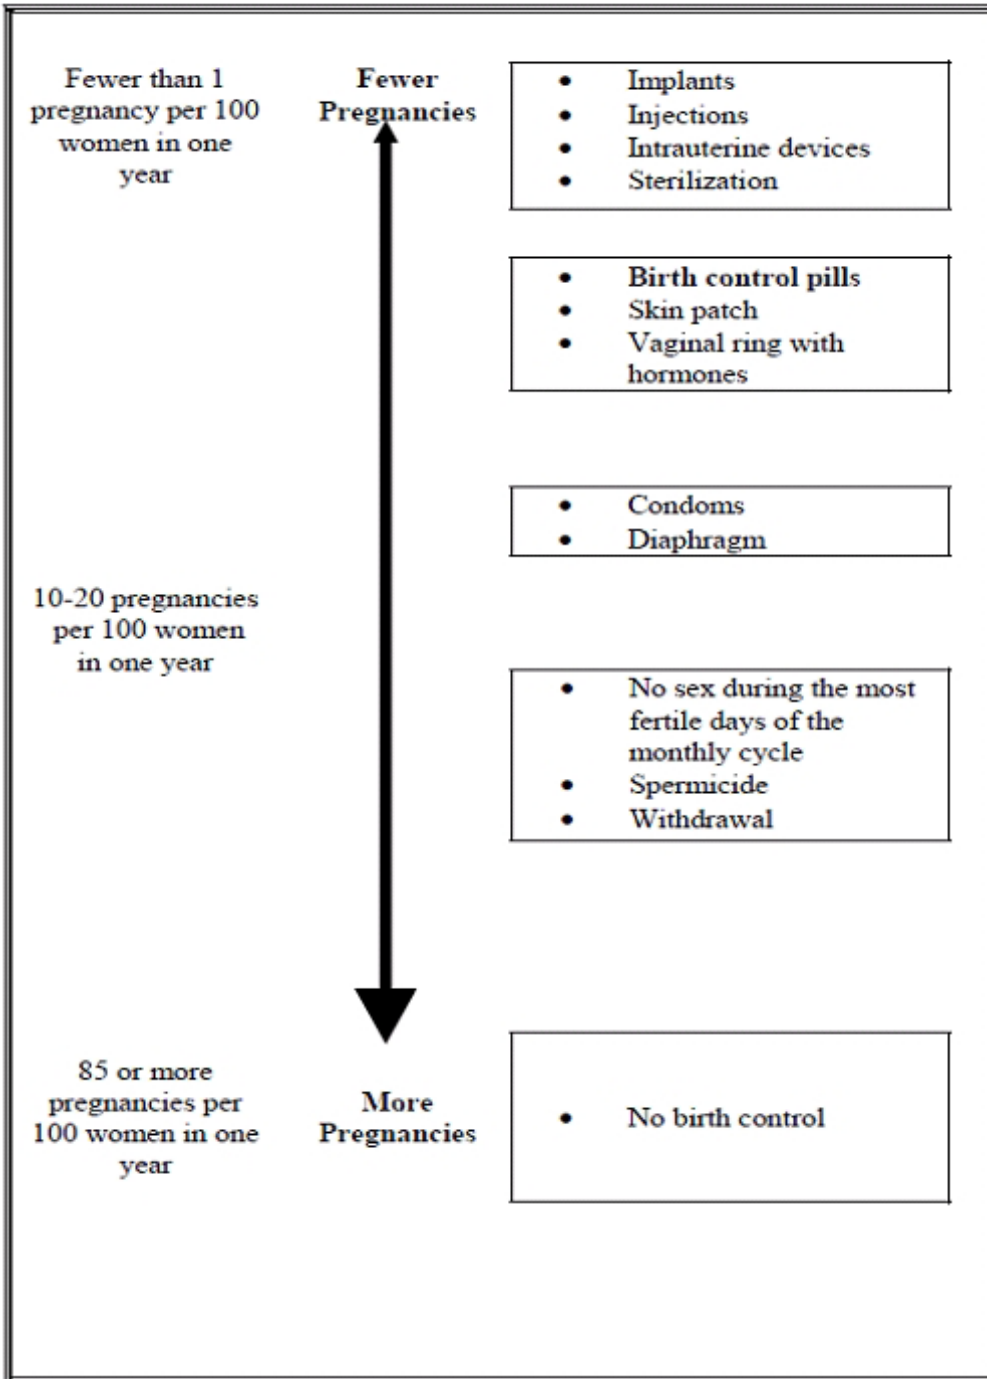 Fewer than 1
pregnancy per 100
women in one
year
Fewer
Pregnancies
• Implants
• Injections
• Intrauterine devices
• Sterilization
• Birth control pills
• Skin patch
• Vaginal ring with
hormones
• Condoms
• Diaphragm
10-20 pregnancies
per 100 women
in one year
• No sex during the most
fertile days of the
monthly cycle
• Spermicide
• Withdrawal
85 or more
pregnancies per
100 women in one
year
More
Pregnancies
• No birth control